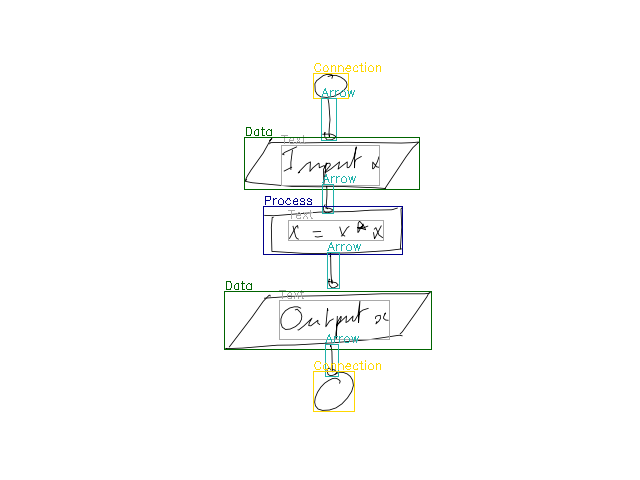 Connection
Arrow
Data
Text
Input x
Arrow
Process
Text
x = x * x
Arrow
Data
Text
Output x
Arrow
Connection